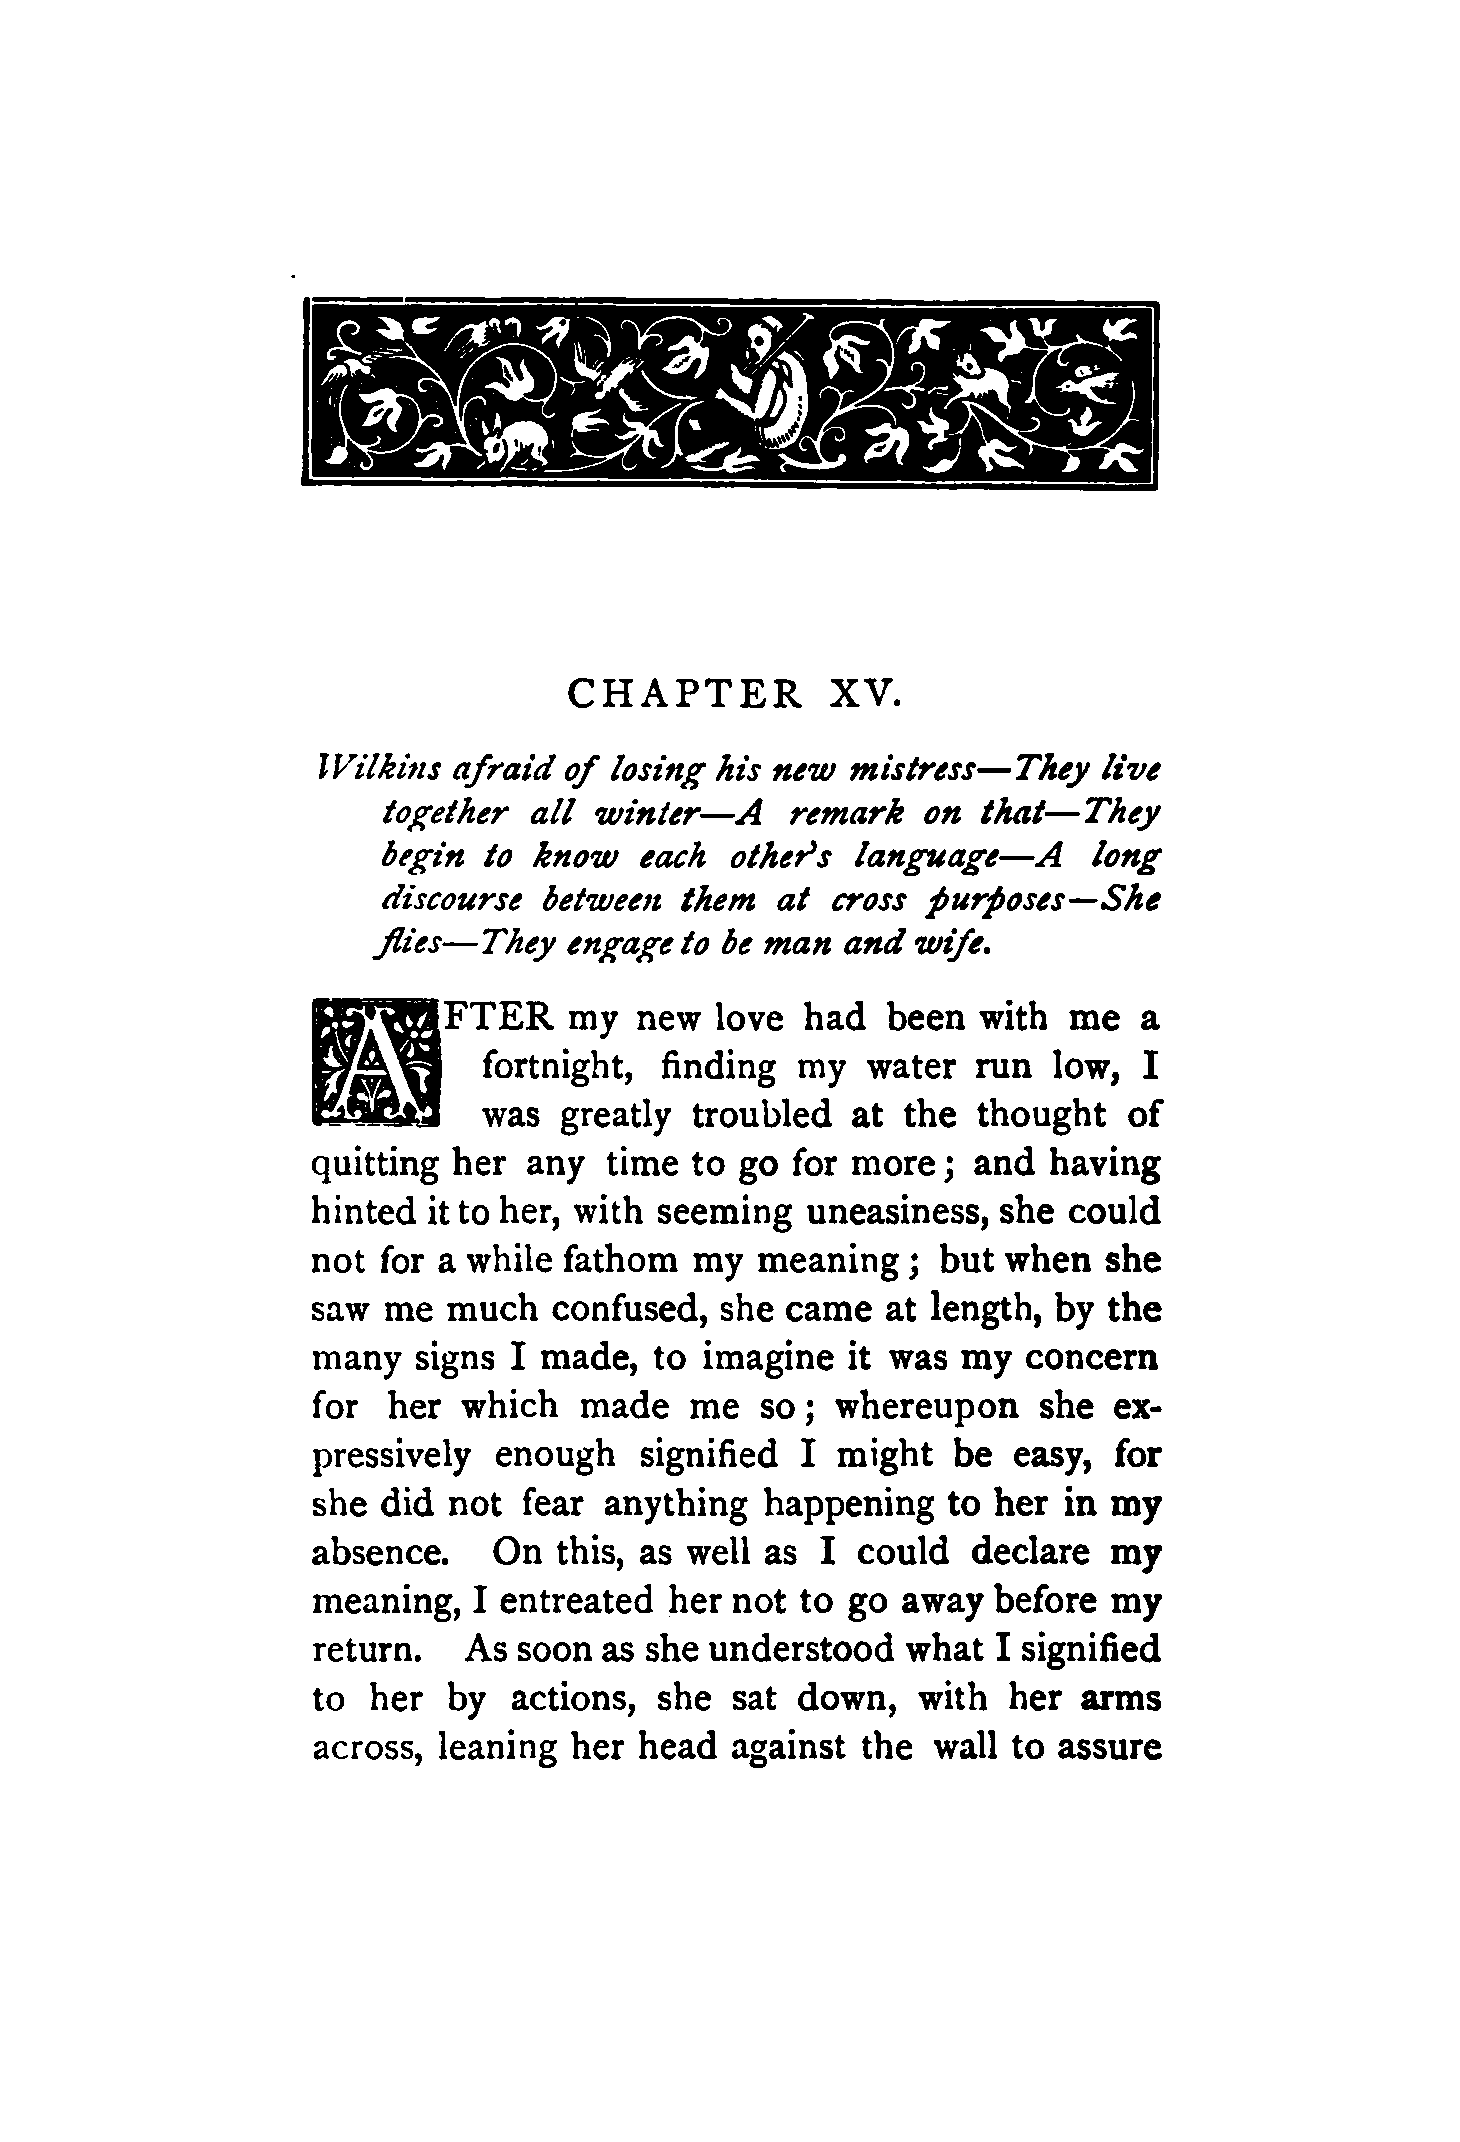 CHAPTER XV.
Wilkins afraid of losing his new mistress—They live
together all winter—A remark on that—They
begin to know each other's language—A long
discourse between them at cross purposes—She
flies—They engage to be man and wife.
AFTER my new love had been with me a
fortnight, finding my water run low, I
was greatly troubled at the thought of
quitting her any time to go for more; and having
hinted it to her, with seeming uneasiness, she could
not for a while fathom my meaning; but when she
saw me much confused, she came at length, by the
many signs I made, to imagine it was my concern
for her which made me so; whereupon she ex-
pressively enough signified I might be easy, for
she did not fear anything happening to her in my
absence. On this, as well as I could declare my
meaning, I entreated her not to go away before my
return. As soon as she understood what I signified
to her by actions, she sat down, with her arms
across, leaning her head against the wall to assure